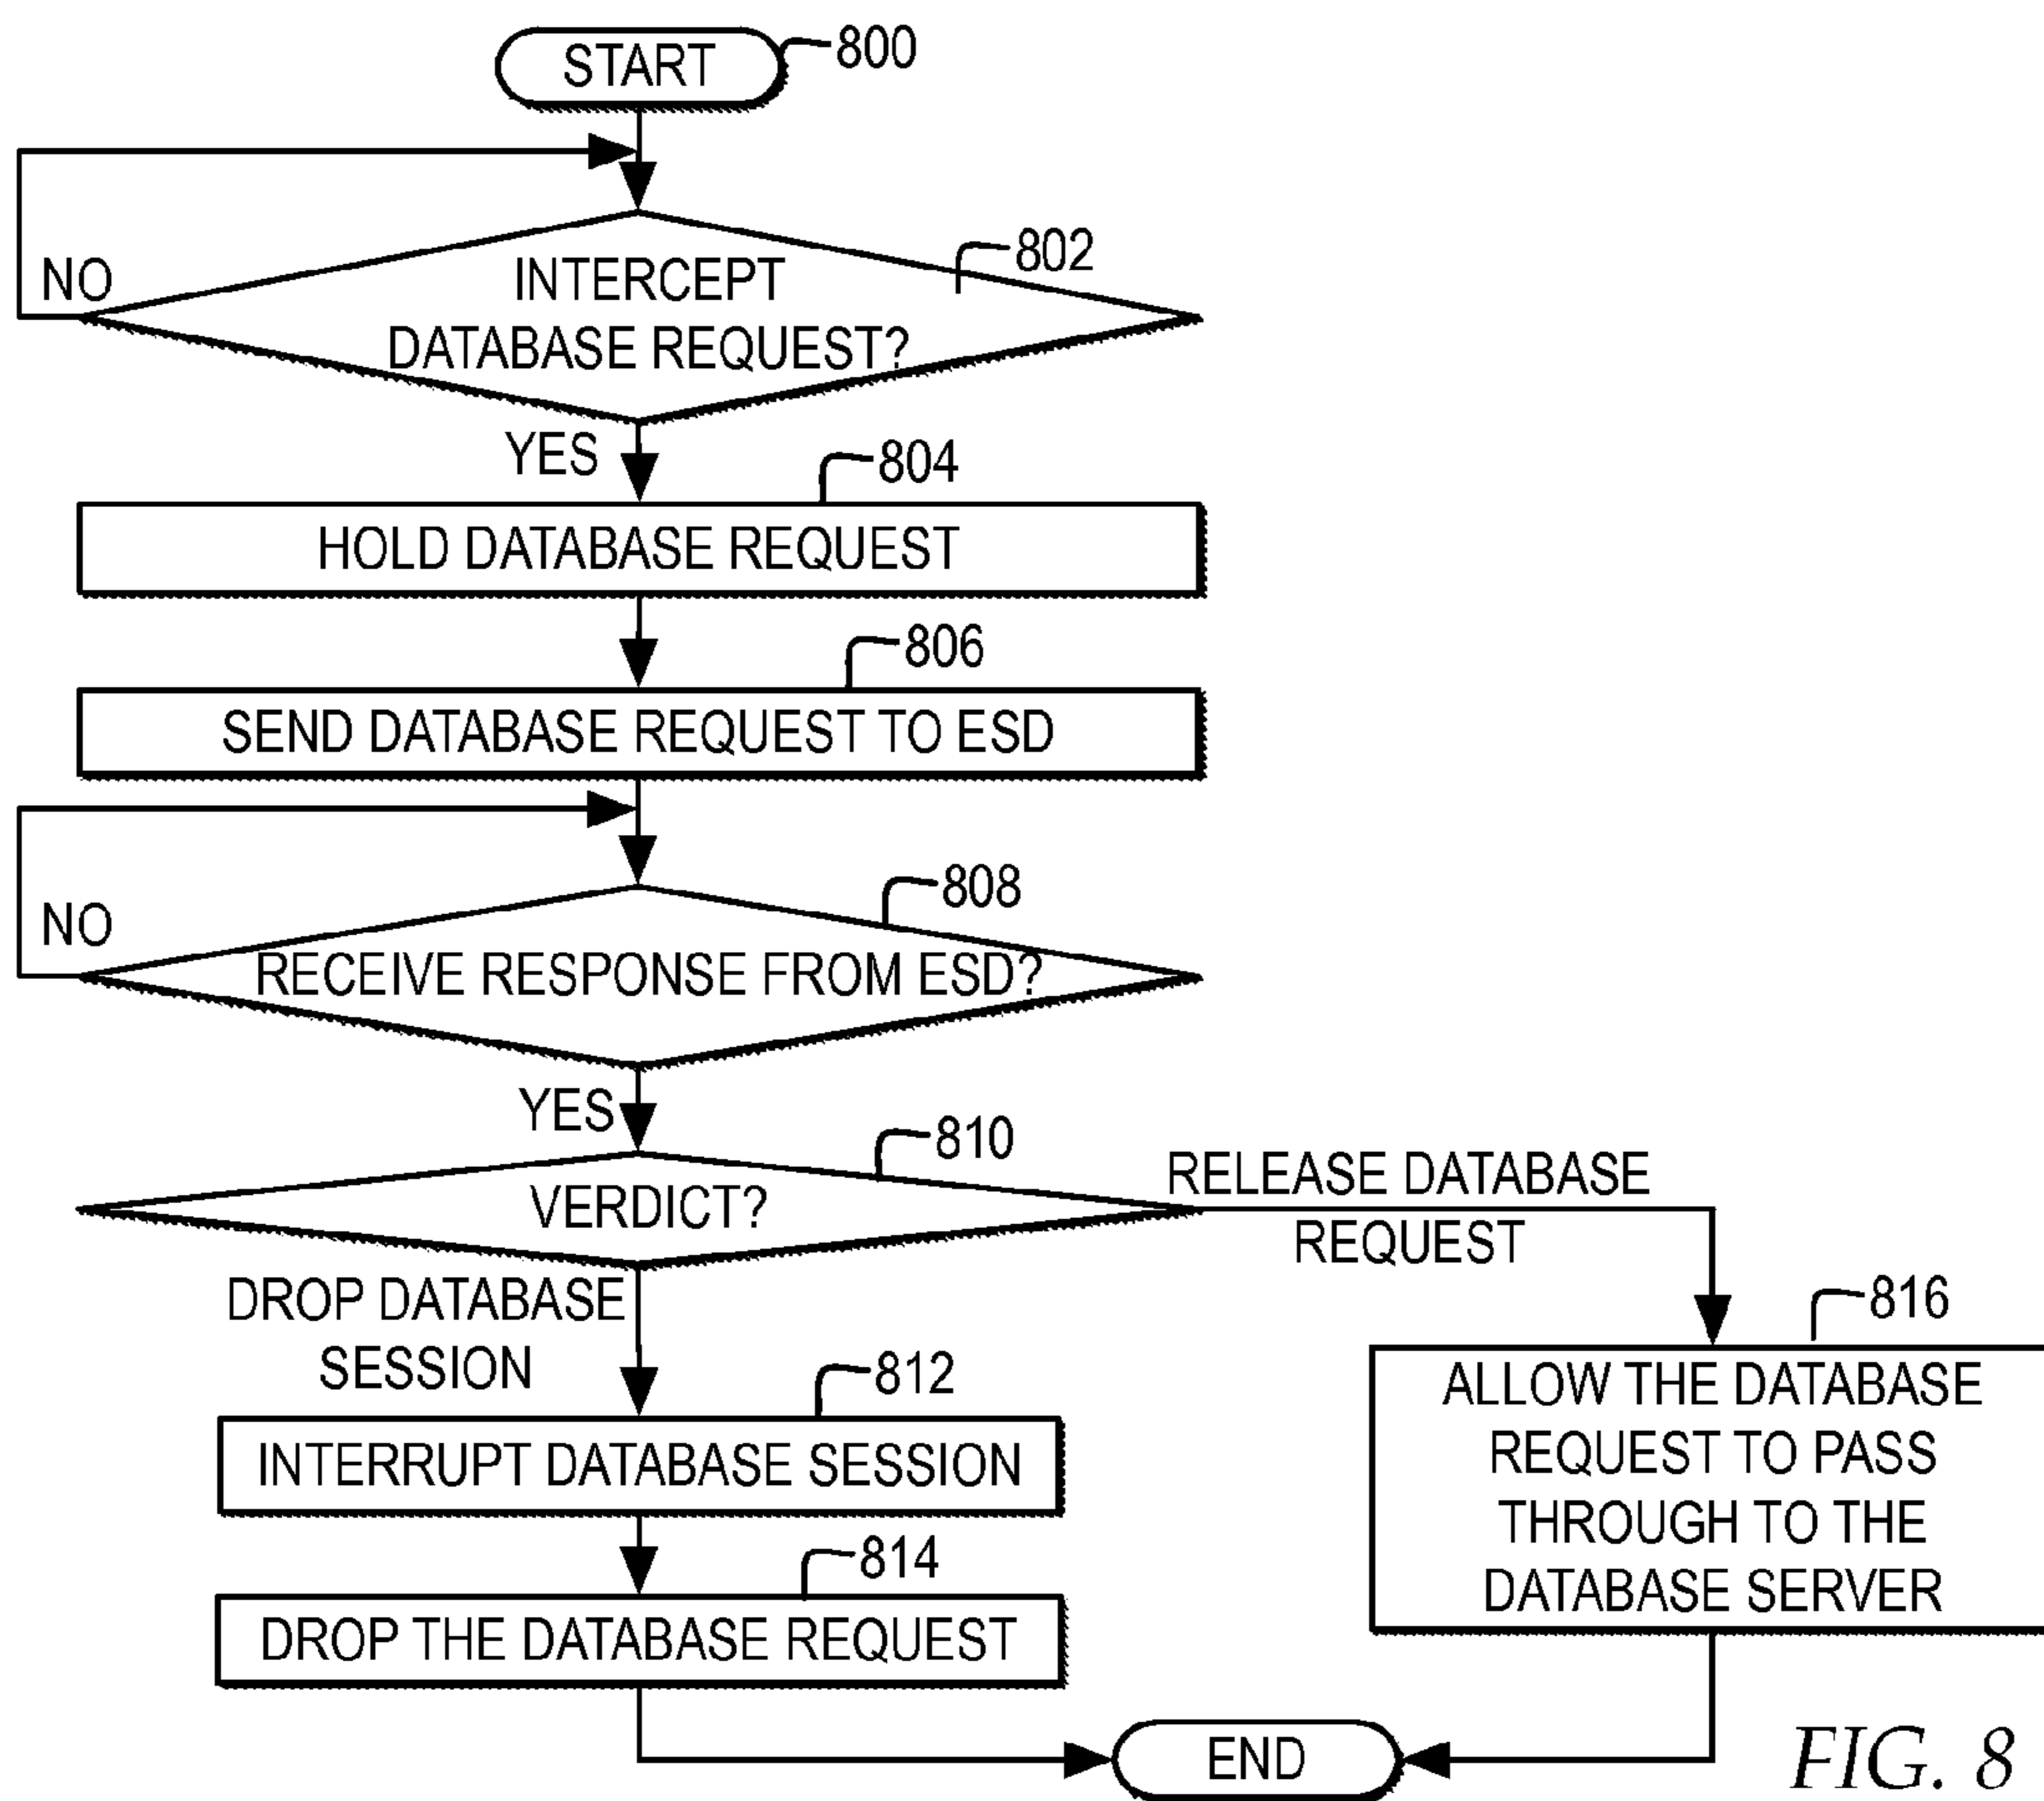 START
800
INTERCEPT
DATABASE REQUEST?
802
NO
YES
804
HOLD DATABASE REQUEST
806
SEND DATABASE REQUEST TO ESD
808
NO
RECEIVE RESPONSE FROM ESD?
YES
810
VERDICT?
RELEASE DATABASE
REQUEST
DROP DATABASE
SESSION
812
INTERRUPT DATABASE SESSION
814
DROP THE DATABASE REQUEST
816
ALLOW THE DATABASE
REQUEST TO PASS
THROUGH TO THE
DATABASE SERVER
END
FIG. 8